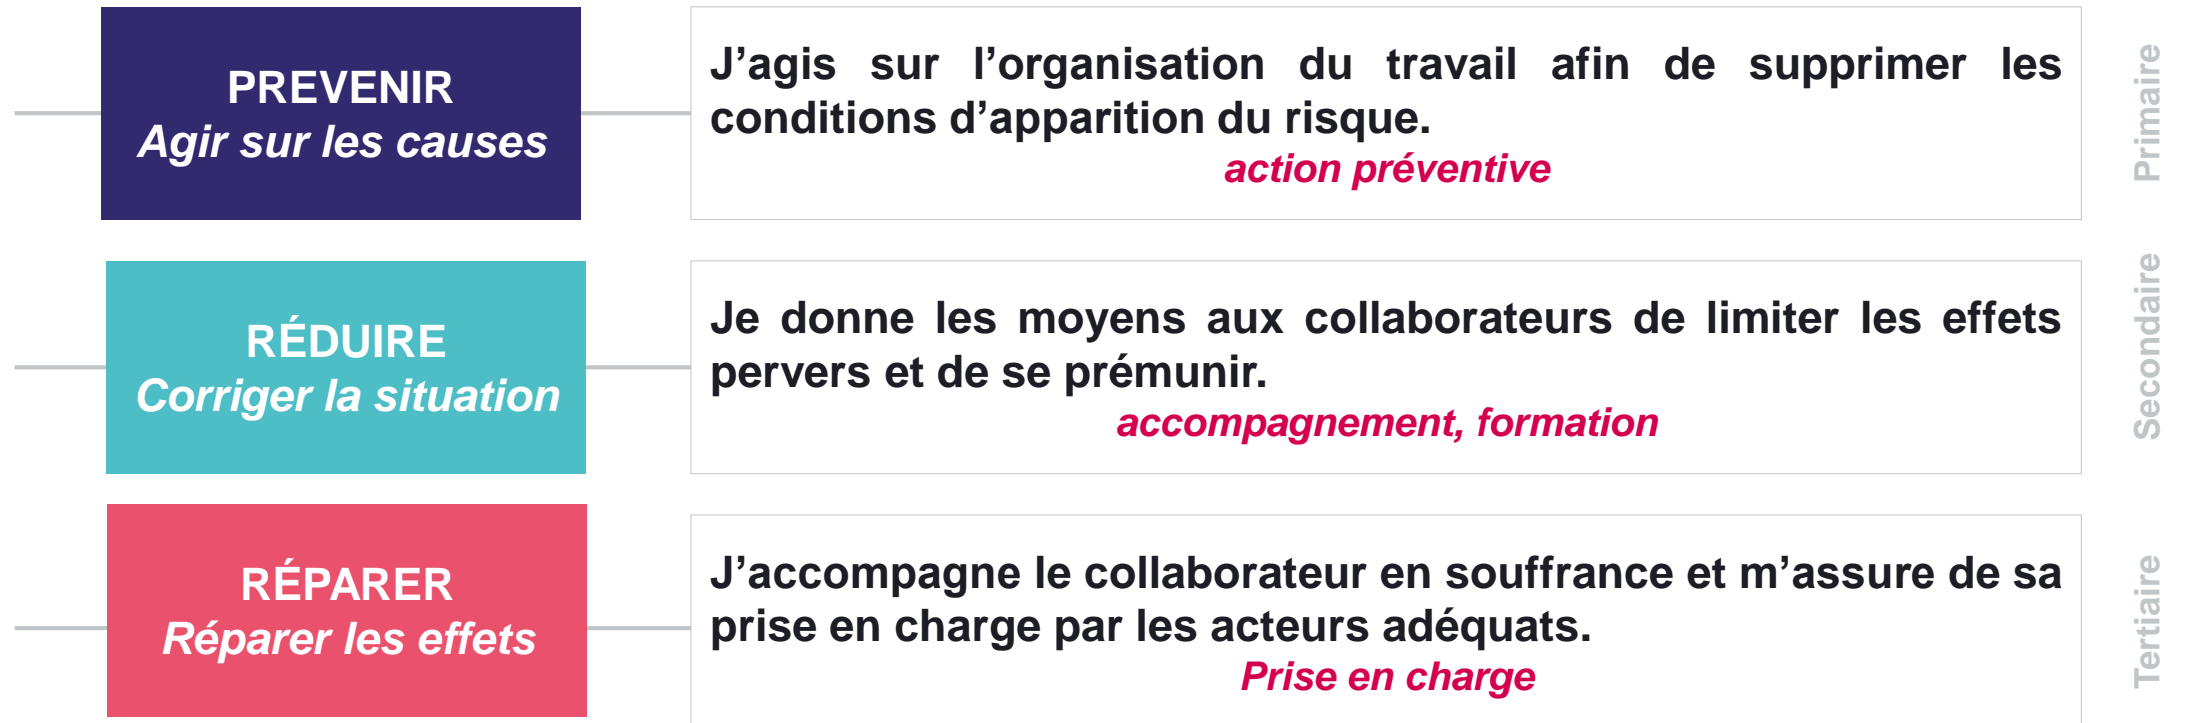 PREVENIR
Agir sur les causes
J’agis sur l’organisation du travail afin de supprimer les
conditions d’apparition du risque.
action préventive
Primaire
RÉDUIRE
Corriger la situation
Je donne les moyens aux collaborateurs de limiter les effets
pervers et de se prémunir.
accompagnement, formation
Secondaire
RÉPARER
Réparer les effets
J’accompagne le collaborateur en souffrance et m’assure de sa
prise en charge par les acteurs adéquats.
Prise en charge
Tertiaire